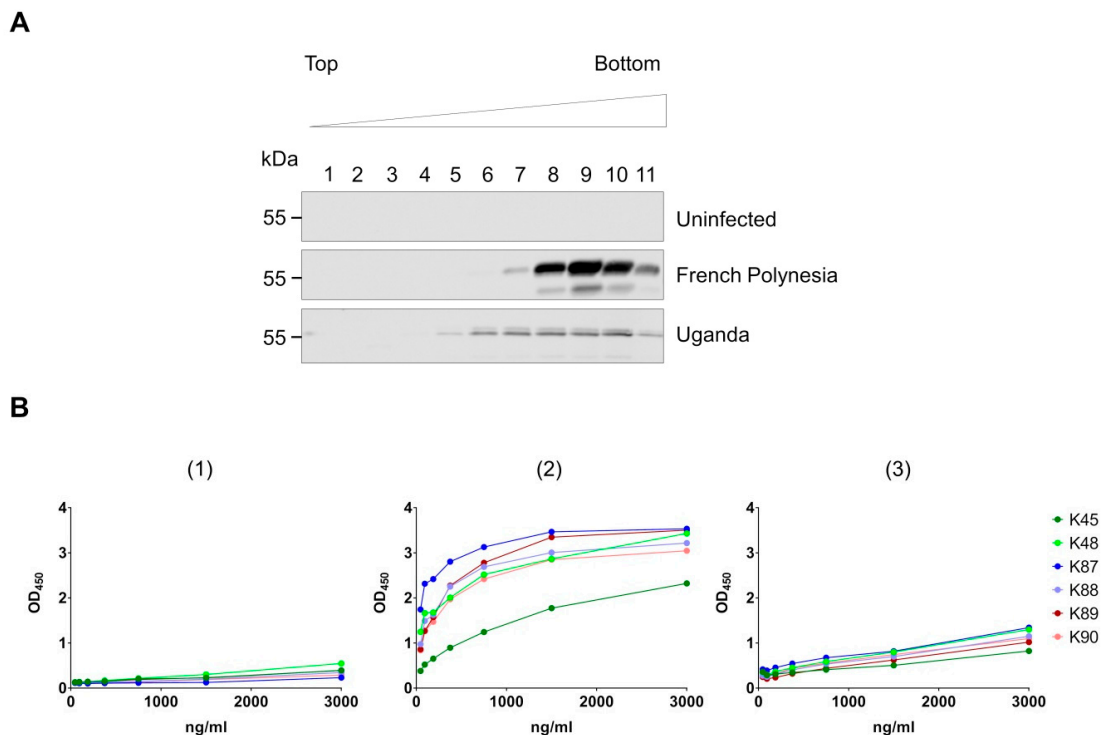 A
Top Bottom
kDa 1 2 3 4 5 6 7 8 9 10 11
55 Uninfected
55 French Polynesia
55 Uganda
B
(1) (2) (3)
4 4 4
3 3 3
2 2 2
1 1 1
0 0 0
OD450 OD450 OD450
0 1000 2000 3000 0 1000 2000 3000 0 1000 2000 3000
ng/ml ng/ml ng/ml
K45
K48
K87
K88
K89
K90